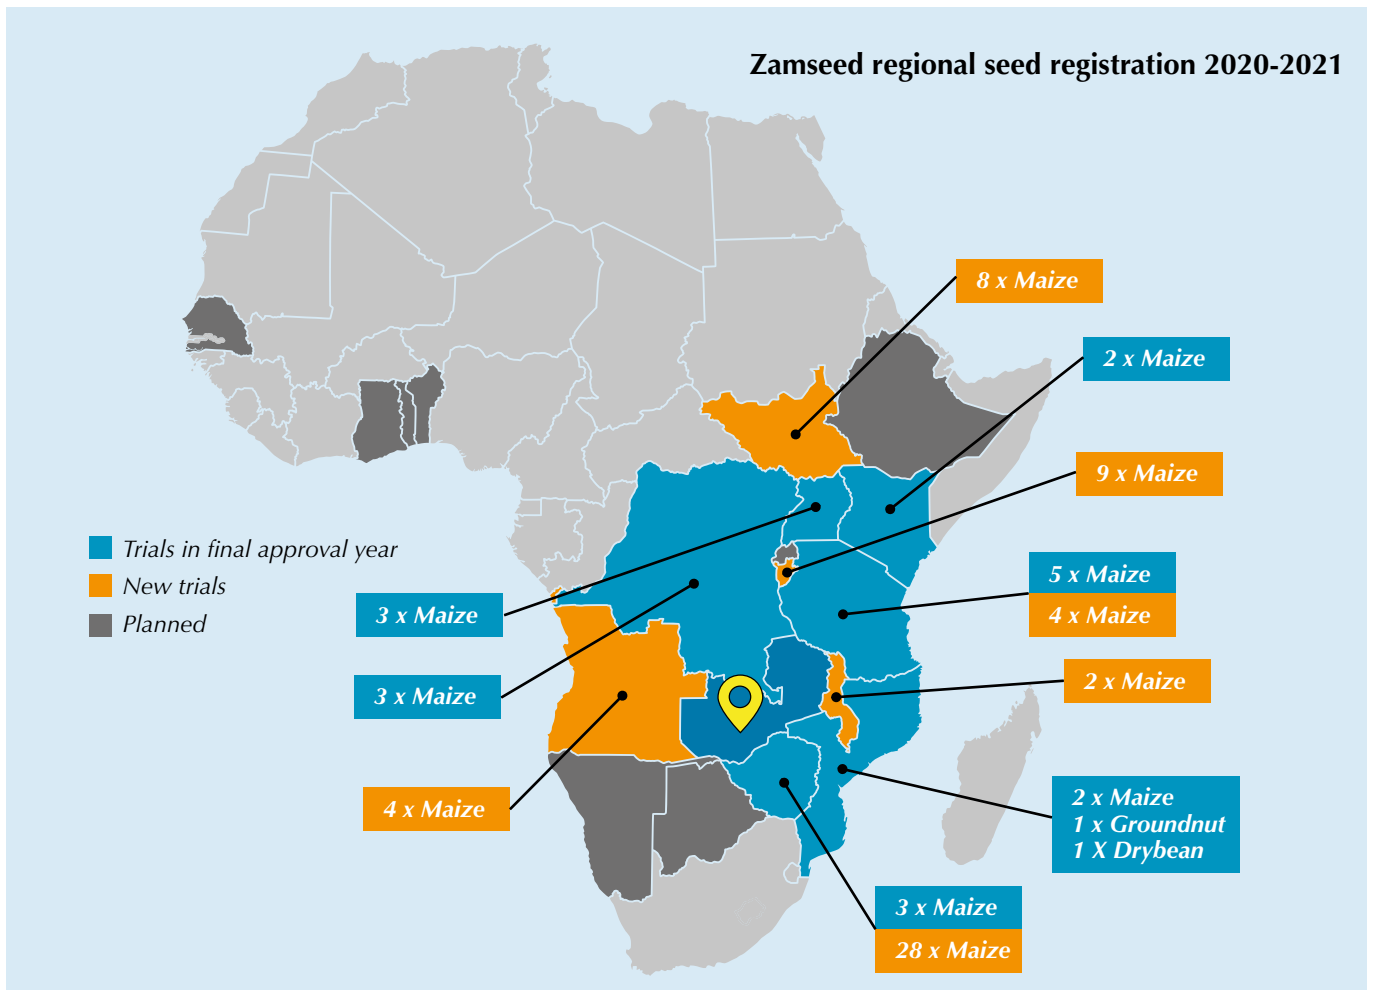 Zamseed regional seed registration 2020-2021
8 x Maize
2 x Maize
9 x Maize
Trials in final approval year
New trials
Planned
5 x Maize
4 x Maize
3 x Maize
2 x Maize
3 x Maize
4 x Maize
2 x Maize
1 x Groundnut
1 X Drybean
3 x Maize
28 x Maize